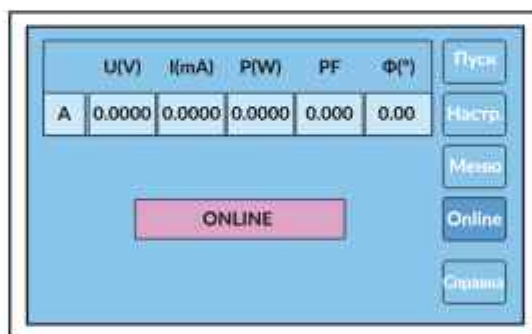 U(V) I(mA) P(W) PF Φ(°)
A 0.0000 0.0000 0.0000 0.000 0.00
ONLINE
Пуск
Настр.
Меню
Online
Справка